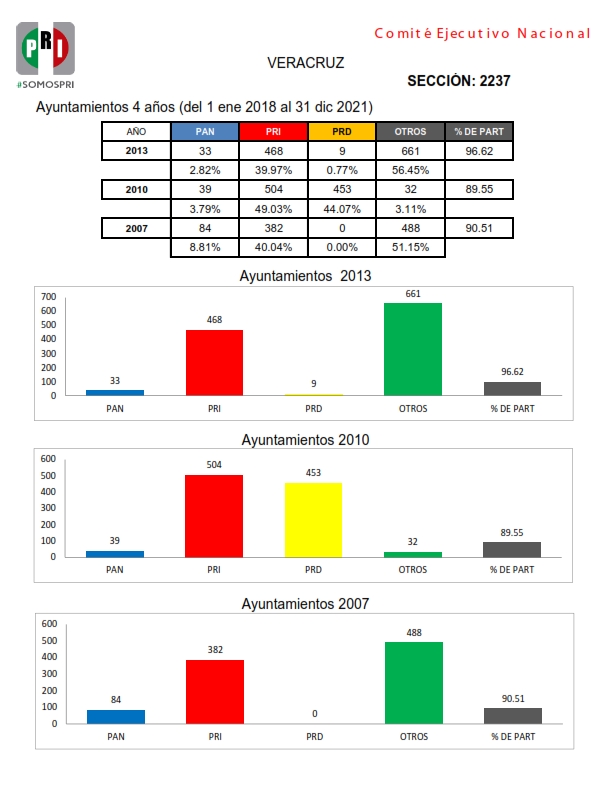 Comité Ejecutivo Nacional
PRI
#SOMOSPRI
VERACRUZ
SECCIÓN: 2237
Ayuntamientos 4 años (del 1 ene 2018 al 31 dic 2021)
AÑO PAN PRI PRD OTROS % DE PART
2013 33 468 9 661 96.62
2.82% 39.97% 0.77% 56.45%
2010 39 504 453 32 89.55
3.79% 49.03% 44.07% 3.11%
2007 84 382 0 488 90.51
8.81% 40.04% 0.00% 51.15%
Ayuntamientos 2013
700
600
500
400
300
200
100
0
33 468 9 661 96.62
PAN PRI PRD OTROS % DE PART
Ayuntamientos 2010
600
500
400
300
200
100
0
39 504 453 32 89.55
PAN PRI PRD OTROS % DE PART
Ayuntamientos 2007
600
500
400
300
200
100
0
84 382 0 488 90.51
PAN PRI PRD OTROS % DE PART